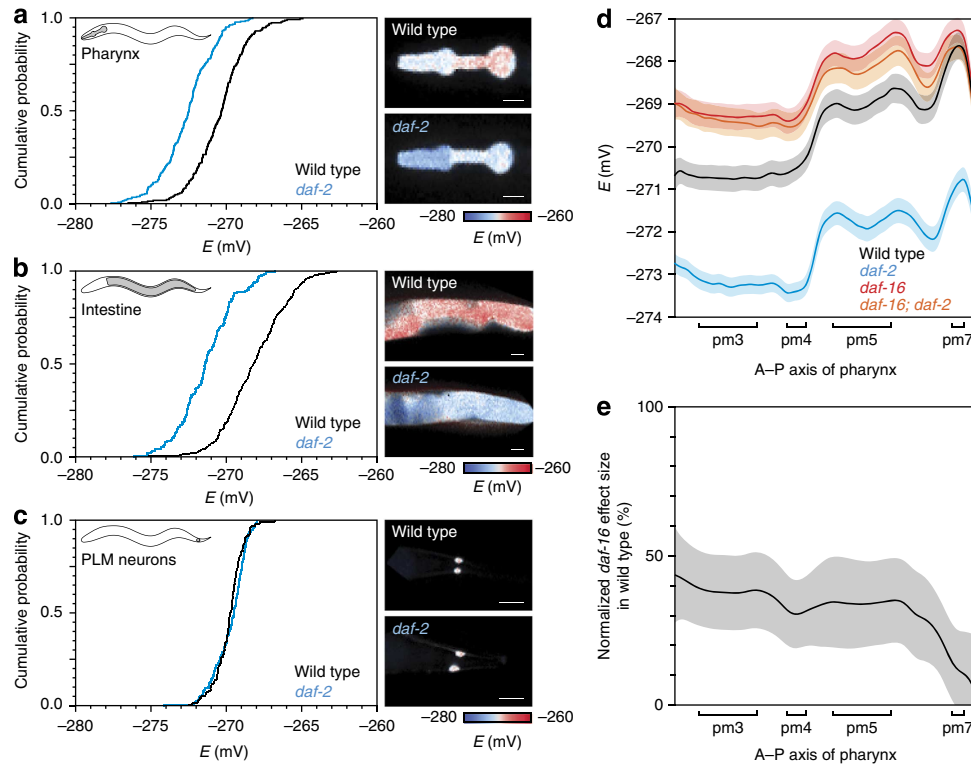 a
1.0
0.5
0.0
Cumulative probability
Pharynx
Wild type
daf-2
–280 –275 –270 –265 –260
E (mV)
Wild type
daf-2
–280 –260
E (mV)
b
1.0
0.5
0.0
Cumulative probability
Intestine
Wild type
daf-2
–280 –275 –270 –265 –260
E (mV)
Wild type
daf-2
–280 –260
E (mV)
c
1.0
0.5
0.0
Cumulative probability
PLM neurons
Wild type
daf-2
–280 –275 –270 –265 –260
E (mV)
Wild type
daf-2
–280 –260
E (mV)
d
–267
–268
–269
–270
–271
–272
–273
–274
E (mV)
Wild type
daf-2
daf-16
daf-16; daf-2
pm3 pm4 pm5 pm7
A–P axis of pharynx
e
100
50
0
Normalized daf-16 effect size
in wild type (%)
pm3 pm4 pm5 pm7
A–P axis of pharynx